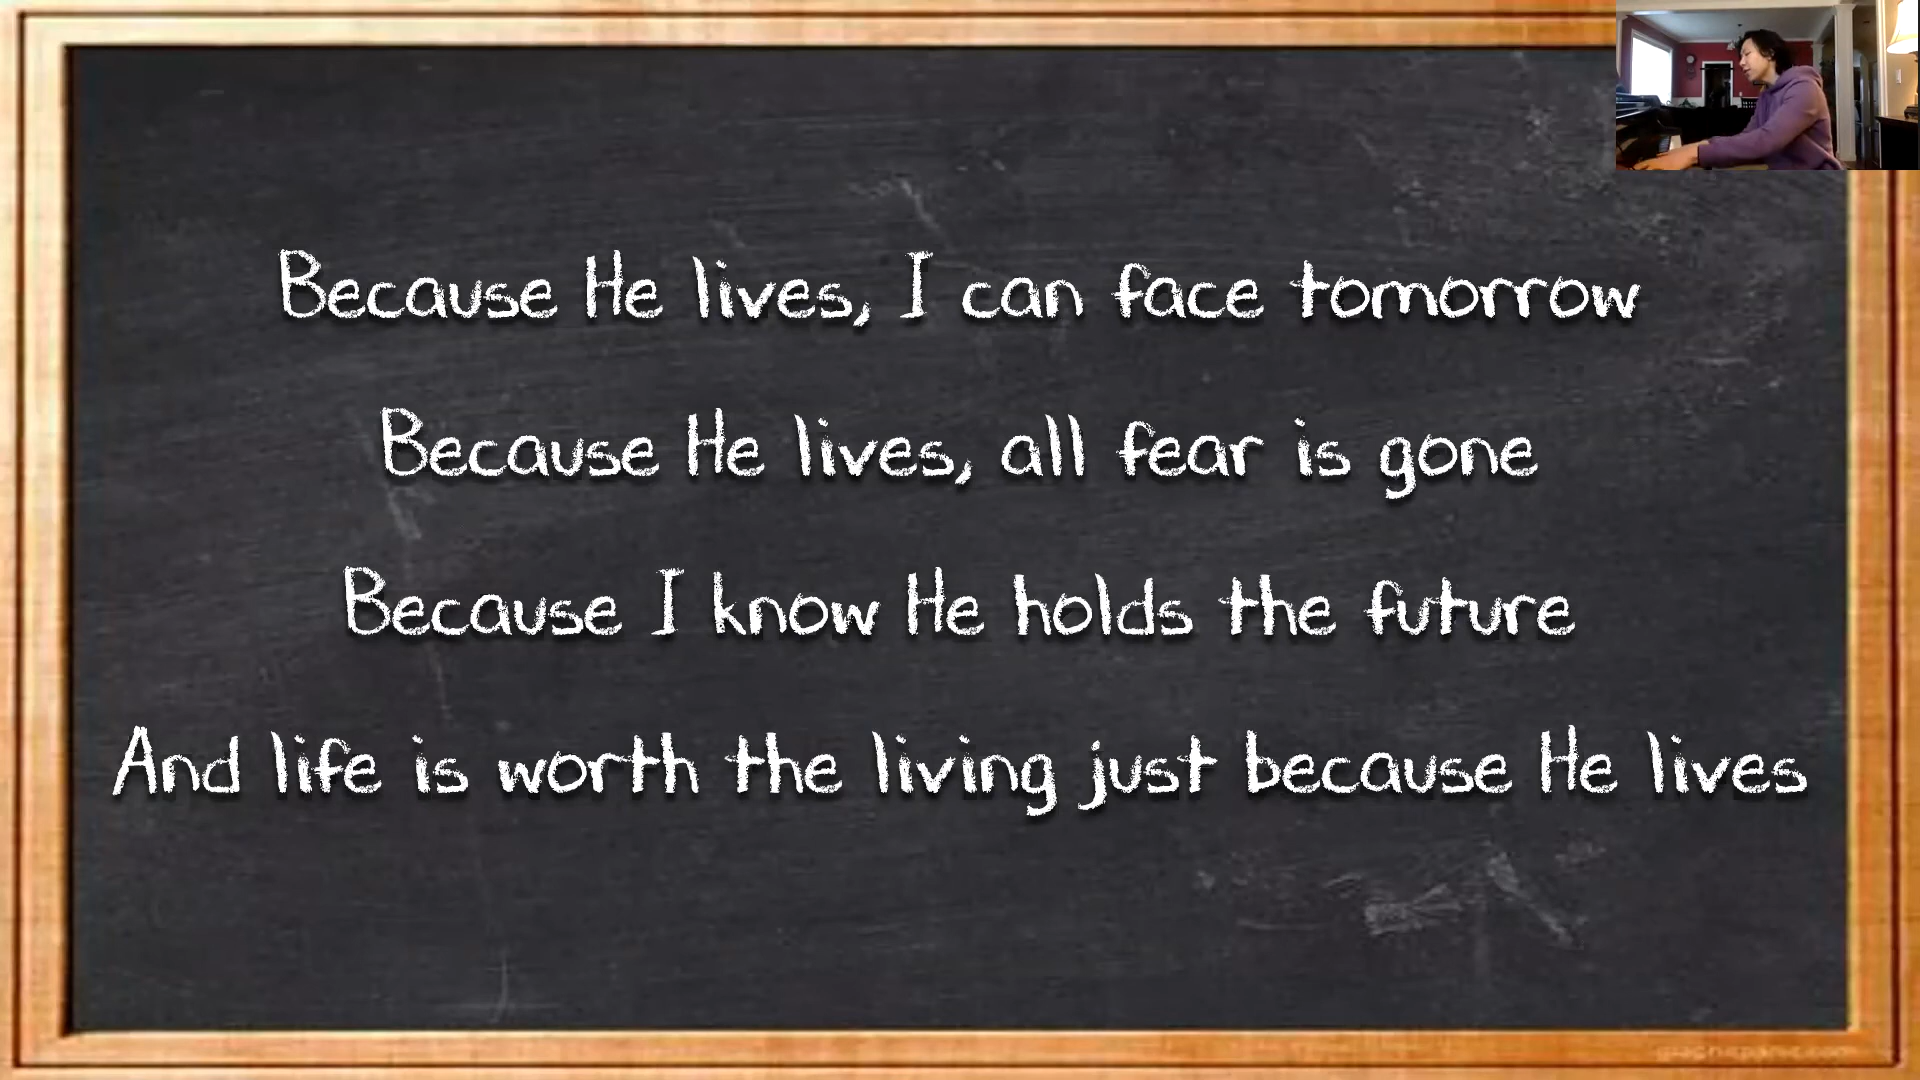 Because He lives, I can face tomorrow
Because He lives, all fear is gone
Because I know He holds the future
And life is worth the living just because He lives